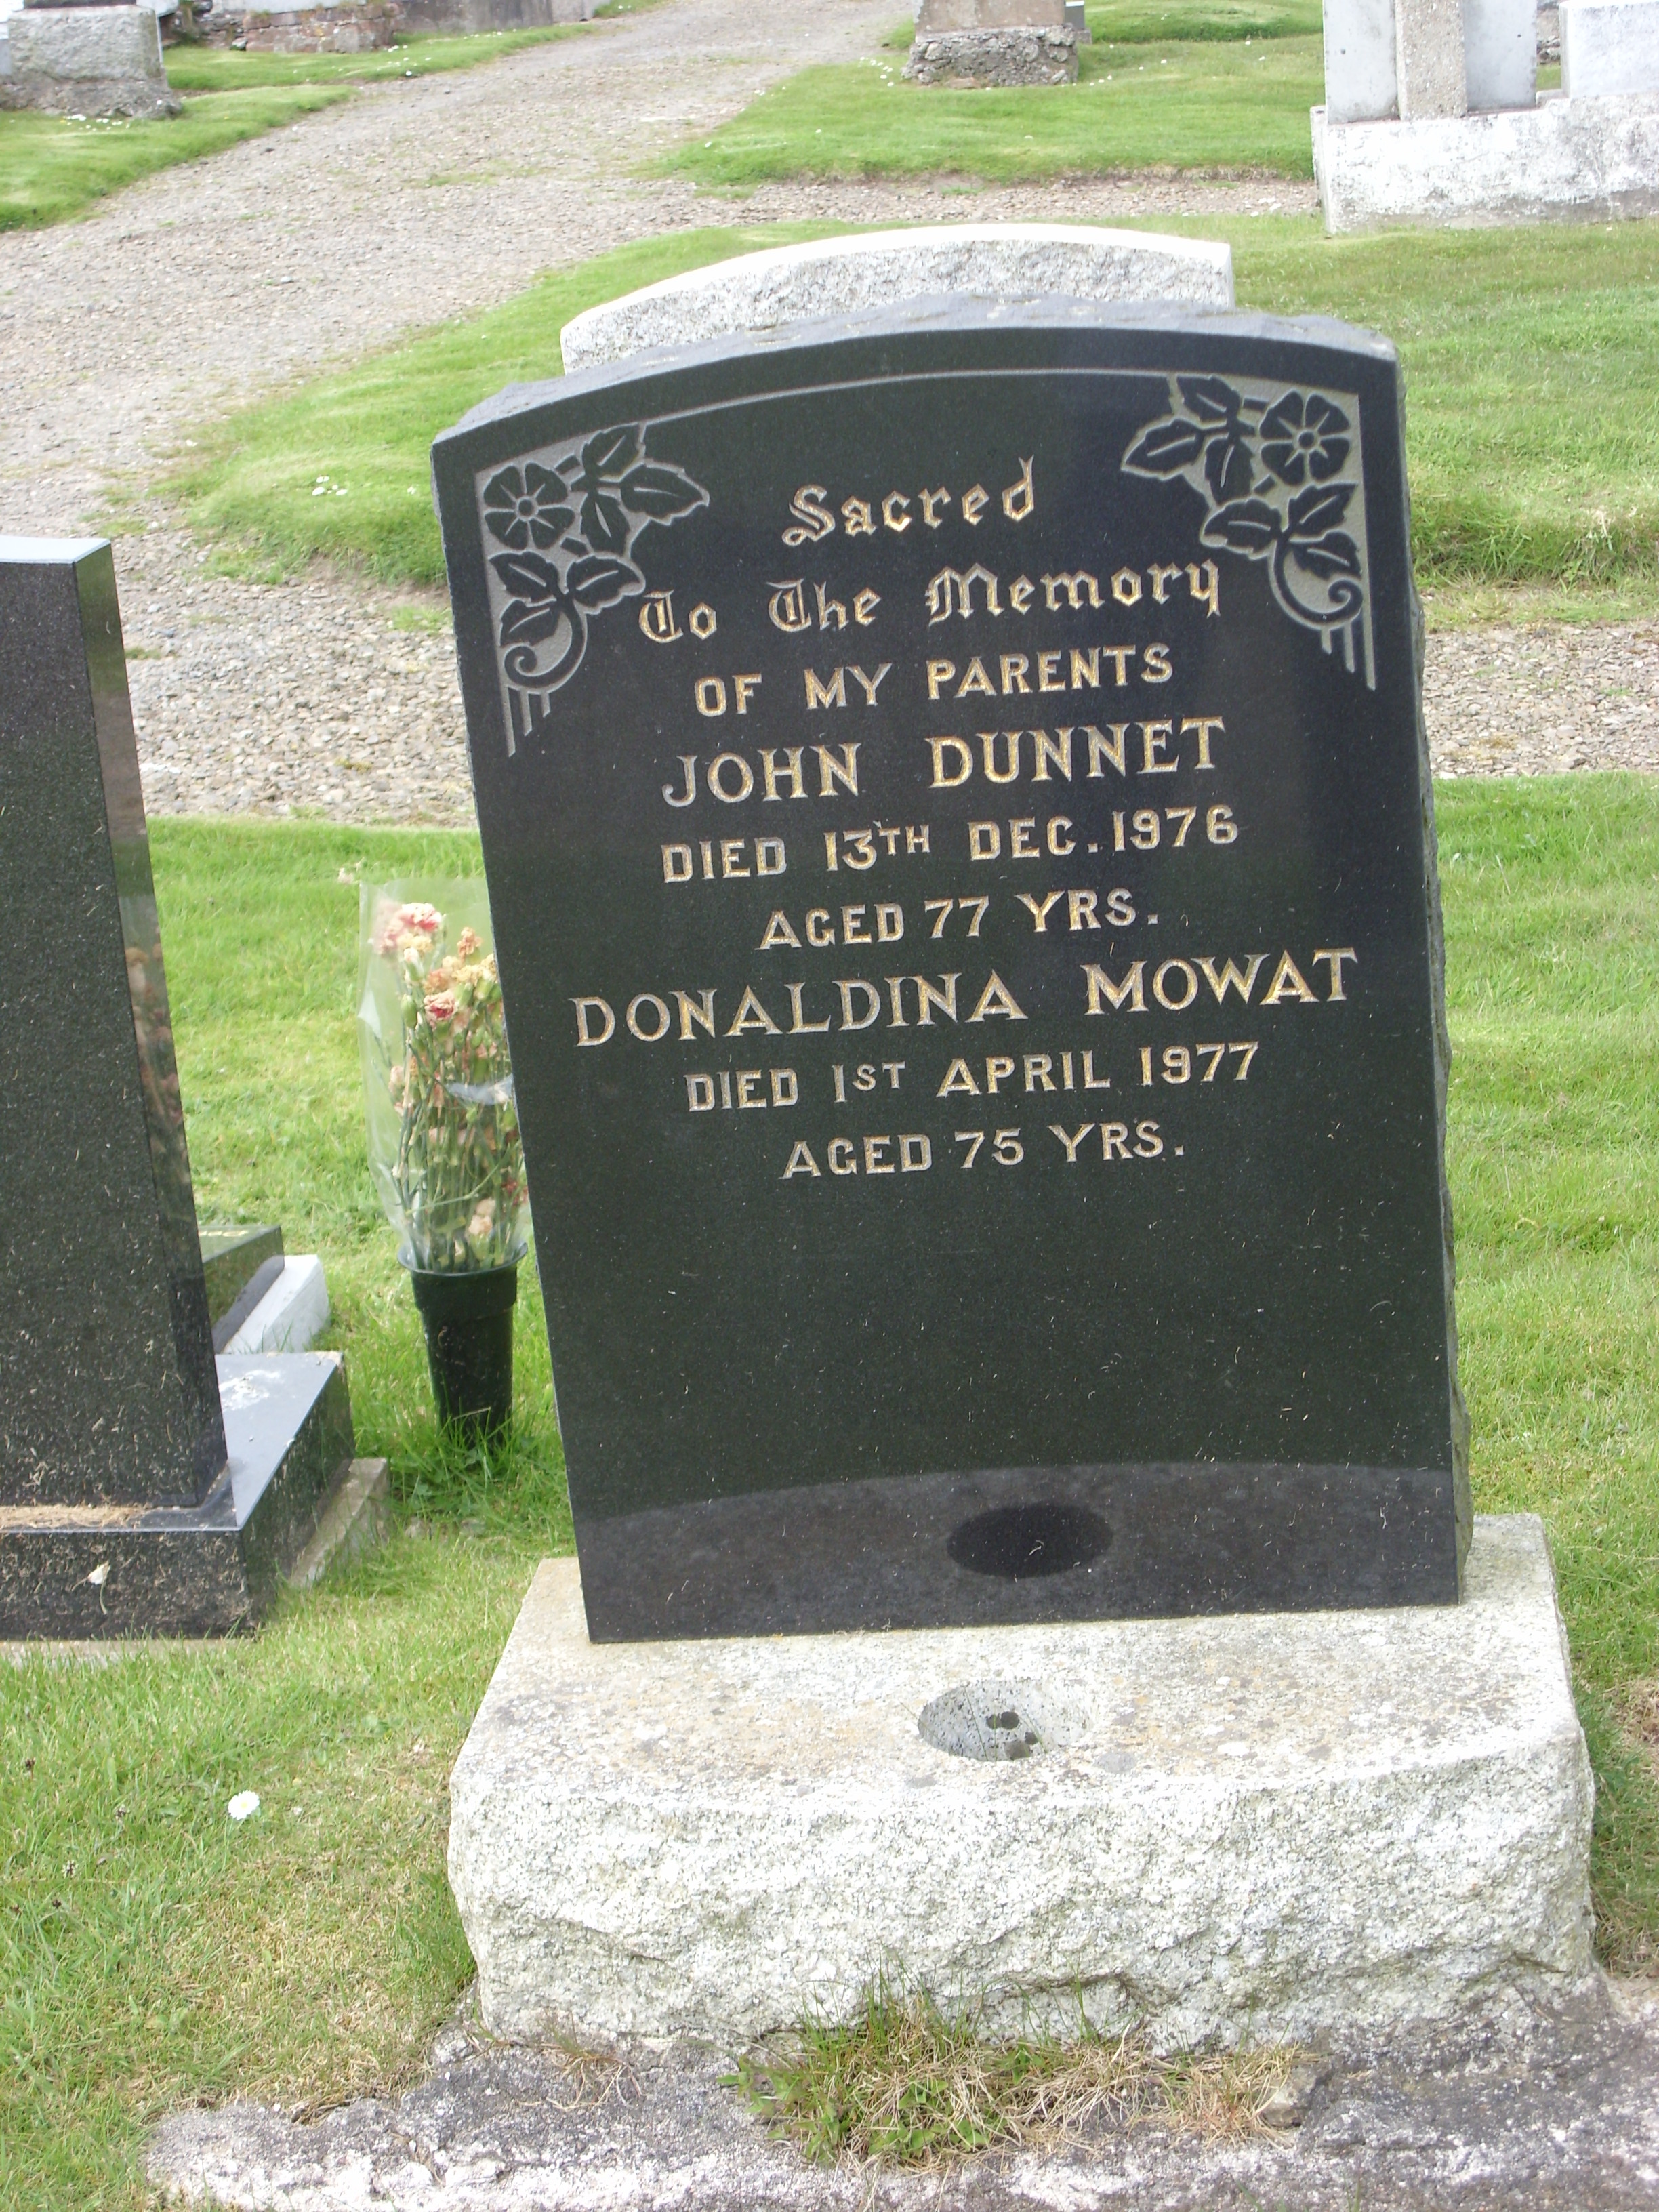 Sacred
To The Memory
OF MY PARENTS
JOHN DUNNET
DIED 13TH DEC. 1976
AGED 77 YRS.
DONALDINA MOWAT
DIED 1ST APRIL 1977
AGED 75 YRS.